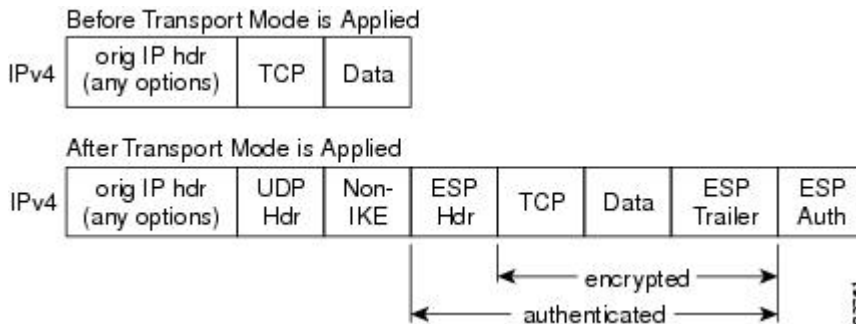 Before Transport Mode is Applied
IPv4
orig IP hdr
(any options)
TCP
Data
After Transport Mode is Applied
IPv4
orig IP hdr
(any options)
UDP
Hdr
Non-
IKE
ESP
Hdr
TCP
Data
ESP
Trailer
ESP
Auth
encrypted
authenticated